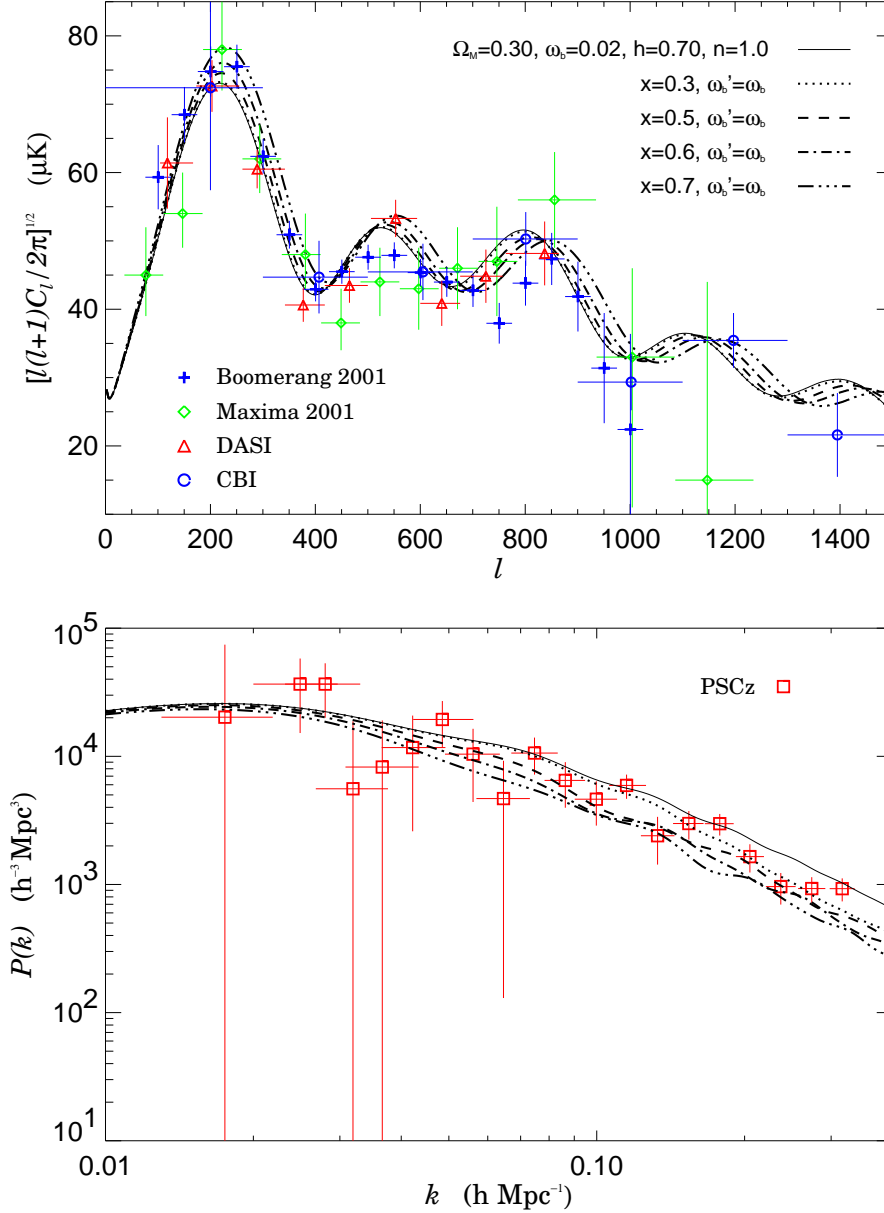 80
60
40
20
[l(l+1)C_l/2π]^1/2 (μK)
Ω_M=0.30, ω_b=0.02, h=0.70, n=1.0
x=0.3, ω_b'=ω_b
x=0.5, ω_b'=ω_b
x=0.6, ω_b'=ω_b
x=0.7, ω_b'=ω_b
Boomerang 2001
Maxima 2001
DASI
CBI
0 200 400 600 800 1000 1200 1400
l
10^5
10^4
10^3
10^2
10^1
P(k) (h^-3 Mpc^3)
PSCz
0.01 0.10
k (h Mpc^-1)